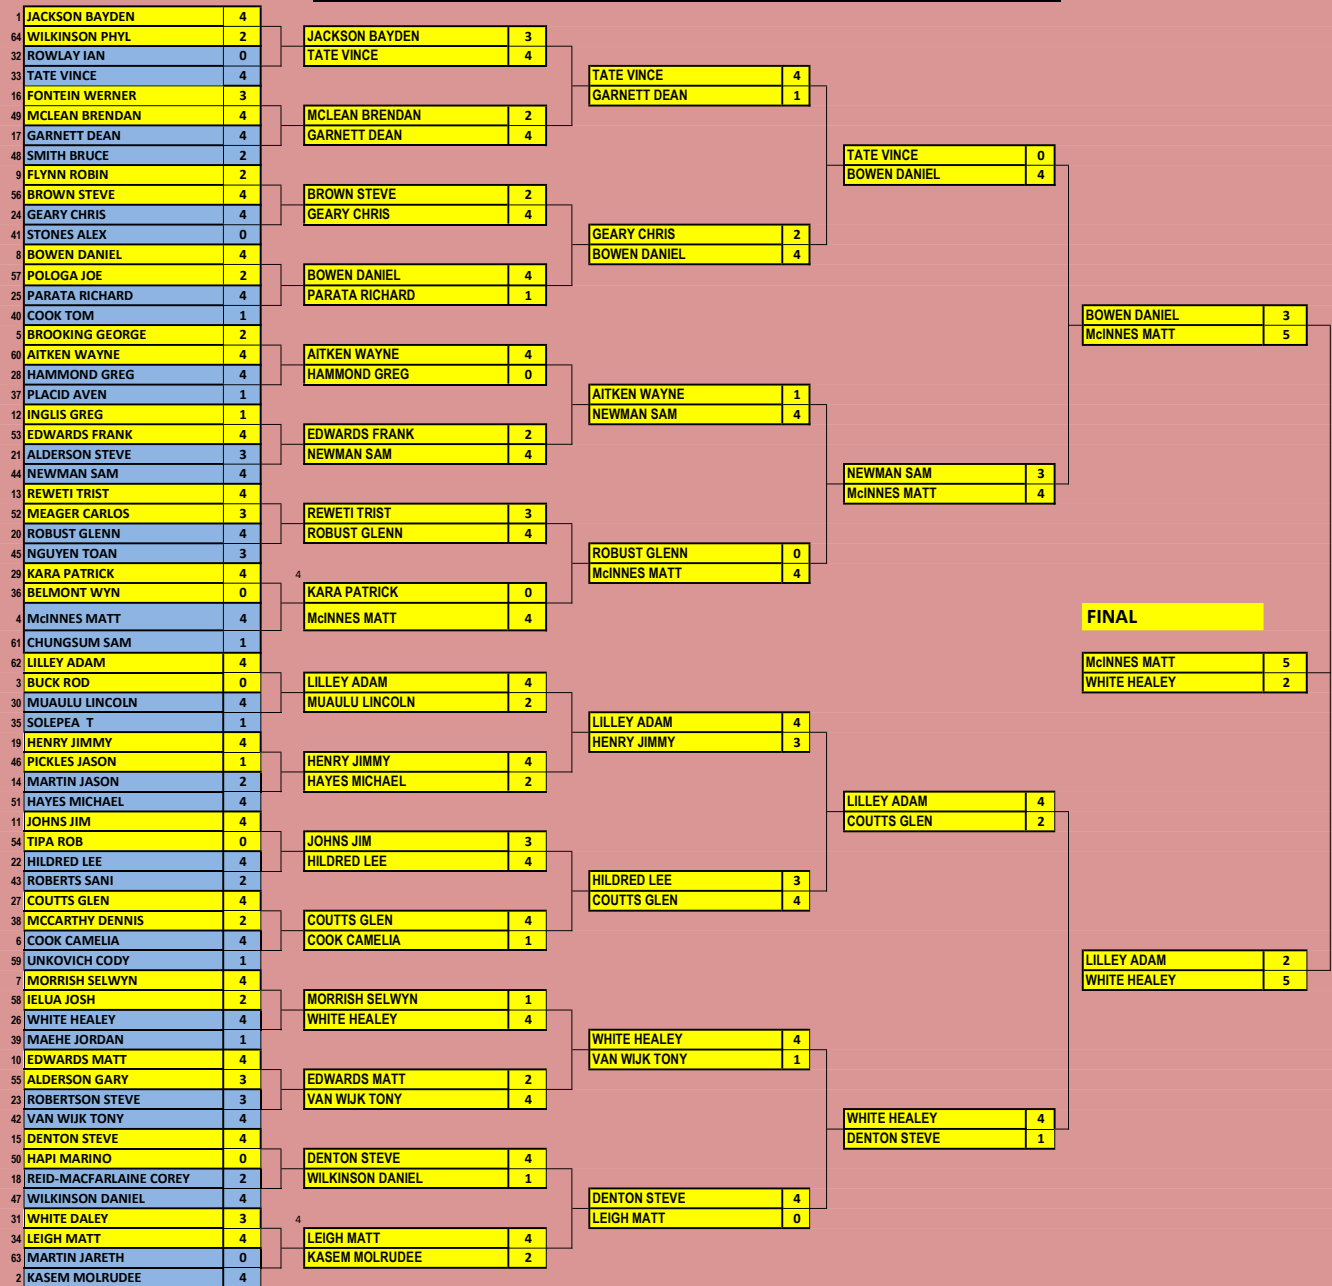 1 JACKSON BAYDEN 4
64 WILKINSON PHYL 2
32 ROWLAY IAN 0
33 TATE VINCE 4
16 FONTEIN WERNER 3
49 MCLEAN BRENDAN 4
17 GARNETT DEAN 4
48 SMITH BRUCE 2
9 FLYNN ROBIN 2
56 BROWN STEVE 4
24 GEARY CHRIS 4
41 STONES ALEX 0
8 BOWEN DANIEL 4
57 POLOGA JOE 2
25 PARATA RICHARD 4
40 COOK TOM 1
5 BROOKING GEORGE 2
60 AITKEN WAYNE 4
28 HAMMOND GREG 4
37 PLACID AVEN 1
12 INGLIS GREG 1
53 EDWARDS FRANK 4
21 ALDERSON STEVE 3
44 NEWMAN SAM 4
13 REWETI TRIST 4
52 MEAGER CARLOS 3
20 ROBUST GLENN 4
45 NGUYEN TOAN 3
29 KARA PATRICK 4
36 BELMONT WYN 0
4 McINNES MATT 4
61 CHUNGSUM SAM 1
62 LILLEY ADAM 4
3 BUCK ROD 0
30 MUAULU LINCOLN 4
35 SOLEPEA T 1
19 HENRY JIMMY 4
46 PICKLES JASON 1
14 MARTIN JASON 2
51 HAYES MICHAEL 4
11 JOHNS JIM 4
54 TIPA ROB 0
22 HILDRED LEE 4
43 ROBERTS SANI 2
27 COUTTS GLEN 4
38 MCCARTHY DENNIS 2
6 COOK CAMELIA 4
59 UNKOVICH CODY 1
7 MORRISH SELWYN 4
58 IELUA JOSH 2
26 WHITE HEALEY 4
39 MAEHE JORDAN 1
10 EDWARDS MATT 4
55 ALDERSON GARY 3
23 ROBERTSON STEVE 3
42 VAN WIJK TONY 4
15 DENTON STEVE 4
50 HAPI MARINO 0
18 REID-MACFARLAINE COREY 2
47 WILKINSON DANIEL 4
31 WHITE DALEY 3
34 LEIGH MATT 4
63 MARTIN JARETH 0
2 KASEM MOLRUDEE 4
JACKSON BAYDEN 3
TATE VINCE 4
MCLEAN BRENDAN 2
GARNETT DEAN 4
BROWN STEVE 2
GEARY CHRIS 4
BOWEN DANIEL 4
PARATA RICHARD 1
AITKEN WAYNE 4
HAMMOND GREG 0
EDWARDS FRANK 2
NEWMAN SAM 4
REWETI TRIST 3
ROBUST GLENN 4
4
KARA PATRICK 0
McINNES MATT 4
LILLEY ADAM 4
MUAULU LINCOLN 2
HENRY JIMMY 4
HAYES MICHAEL 2
JOHNS JIM 3
HILDRED LEE 4
COUTTS GLEN 4
COOK CAMELIA 1
MORRISH SELWYN 1
WHITE HEALEY 4
EDWARDS MATT 2
VAN WIJK TONY 4
DENTON STEVE 4
WILKINSON DANIEL 1
4
LEIGH MATT 4
KASEM MOLRUDEE 2
TATE VINCE 4
GARNETT DEAN 1
GEARY CHRIS 2
BOWEN DANIEL 4
AITKEN WAYNE 1
NEWMAN SAM 4
ROBUST GLENN 0
McINNES MATT 4
LILLEY ADAM 4
HENRY JIMMY 3
HILDRED LEE 3
COUTTS GLEN 4
WHITE HEALEY 4
VAN WIJK TONY 1
DENTON STEVE 4
LEIGH MATT 0
TATE VINCE 0
BOWEN DANIEL 4
NEWMAN SAM 3
McINNES MATT 4
LILLEY ADAM 4
COUTTS GLEN 2
WHITE HEALEY 4
DENTON STEVE 1
BOWEN DANIEL 3
McINNES MATT 5
FINAL
McINNES MATT 5
WHITE HEALEY 2
LILLEY ADAM 2
WHITE HEALEY 5